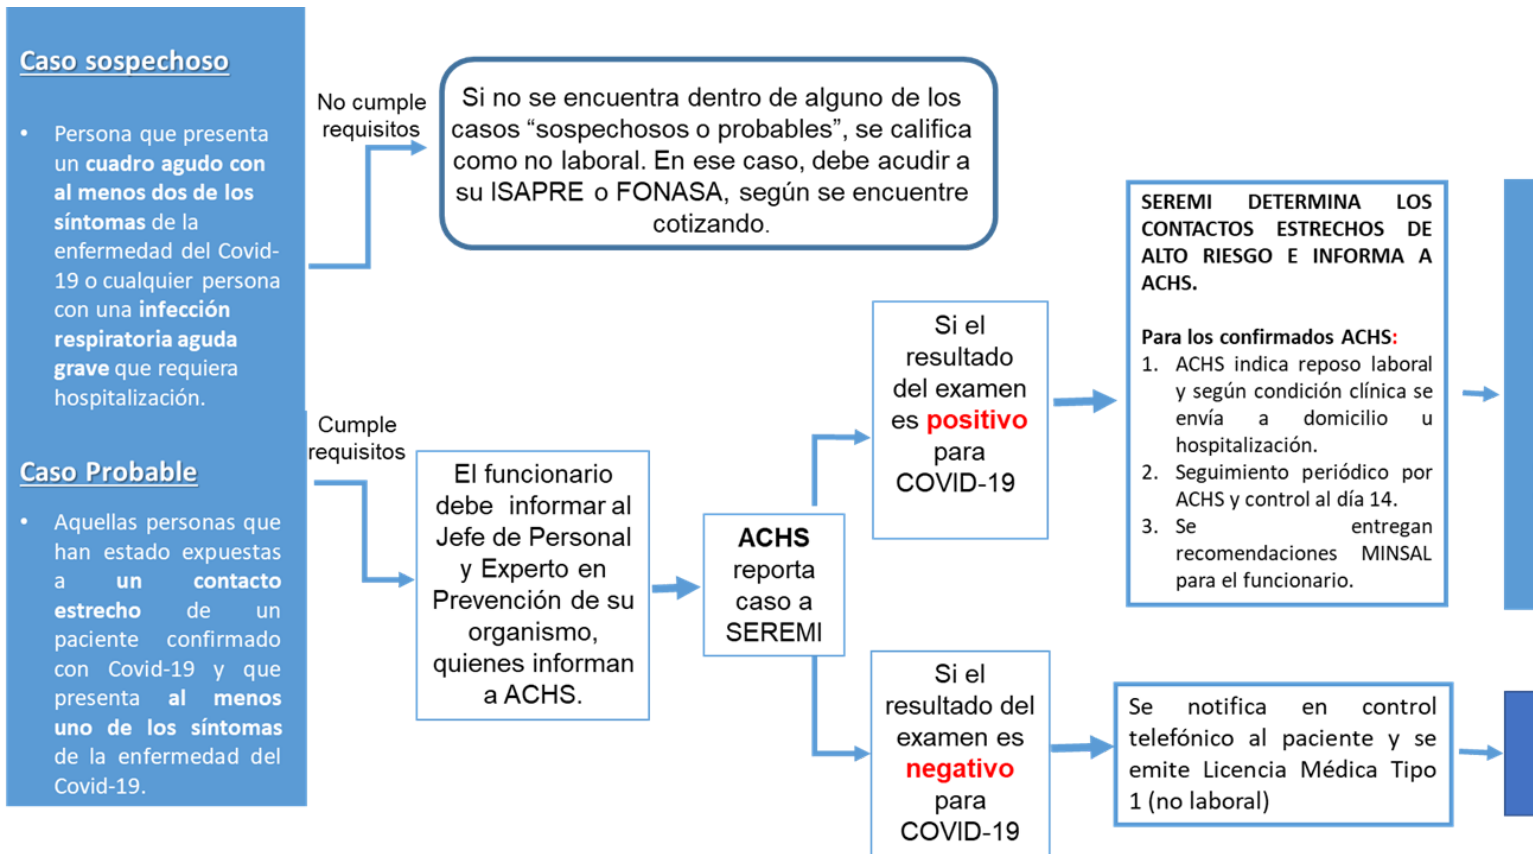 Caso sospechoso
• Persona que presenta
un cuadro agudo con
al menos dos de los
síntomas de la
enfermedad del Covid-
19 o cualquier persona
con una infección
respiratoria aguda
grave que requiera
hospitalización.
Caso Probable
• Aquellas personas que
han estado expuestas
a un contacto
estrecho de un
paciente confirmado
con Covid-19 y que
presenta al menos
uno de los síntomas
de la enfermedad del
Covid-19.
No cumple
requisitos
Si no se encuentra dentro de alguno de los
casos “sospechosos o probables”, se califica
como no laboral. En ese caso, debe acudir a
su ISAPRE o FONASA, según se encuentre
cotizando.
Cumple
requisitos
El funcionario
debe informar al
Jefe de Personal
y Experto en
Prevención de su
organismo,
quienes informan
a ACHS.
ACHS
reporta
caso a
SEREMI
Si el
resultado
del examen
es positivo
para
COVID-19
SEREMI DETERMINA LOS
CONTACTOS ESTRECHOS DE
ALTO RIESGO E INFORMA A
ACHS.
Para los confirmados ACHS:
1. ACHS indica reposo laboral
y según condición clínica se
envía a domicilio u
hospitalización.
2. Seguimiento periódico por
ACHS y control al día 14.
3. Se entregan
recomendaciones MINSAL
para el funcionario.
Si el
resultado del
examen es
negativo
para
COVID-19
Se notifica en control
telefónico al paciente y se
emite Licencia Médica Tipo
1 (no laboral)